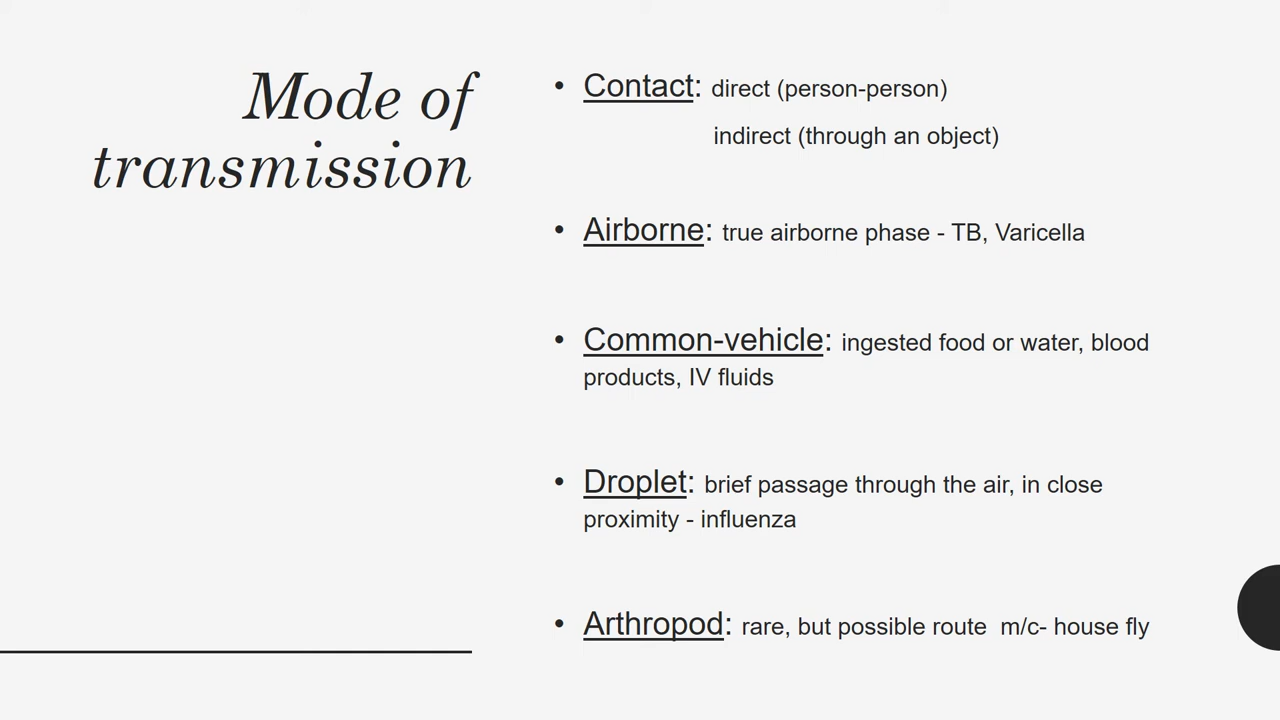 Mode of
transmission
• Contact: direct (person-person)
indirect (through an object)
• Airborne: true airborne phase - TB, Varicella
• Common-vehicle: ingested food or water, blood
products, IV fluids
• Droplet: brief passage through the air, in close
proximity - influenza
• Arthropod: rare, but possible route  m/c- house fly